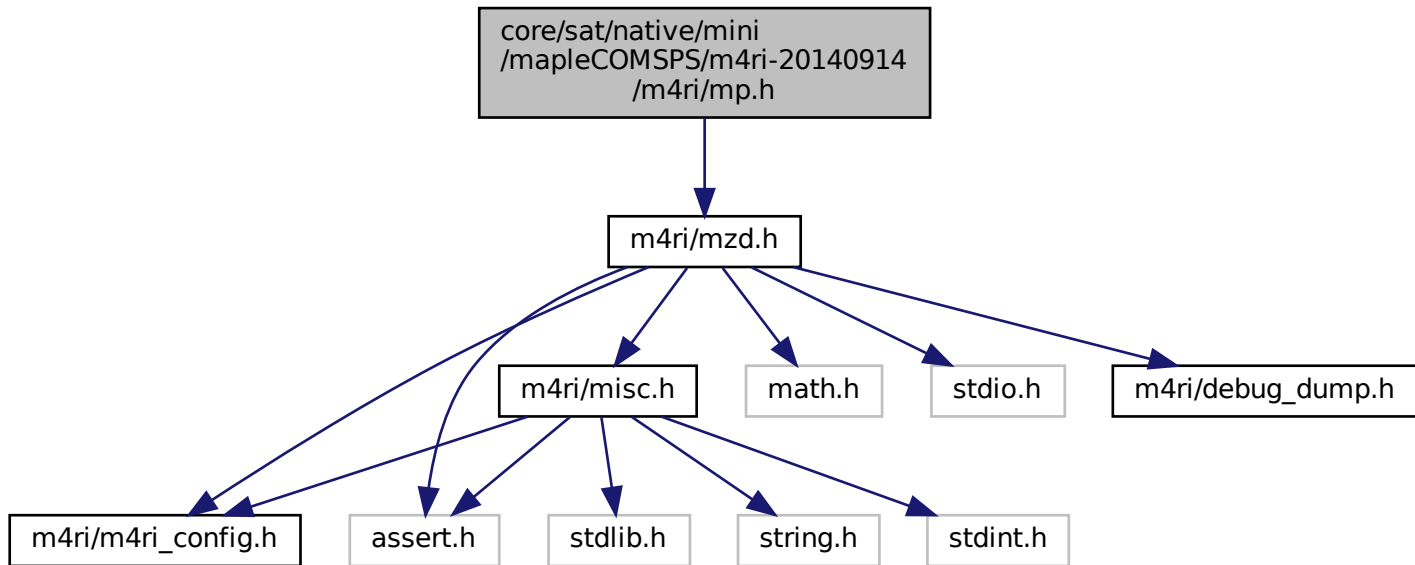 core/sat/native/mini
/mapleCOMSPS/m4ri-20140914
/m4ri/mp.h
m4ri/mzd.h
m4ri/misc.h
math.h
stdio.h
m4ri/debug_dump.h
m4ri/m4ri_config.h
assert.h
stdlib.h
string.h
stdint.h